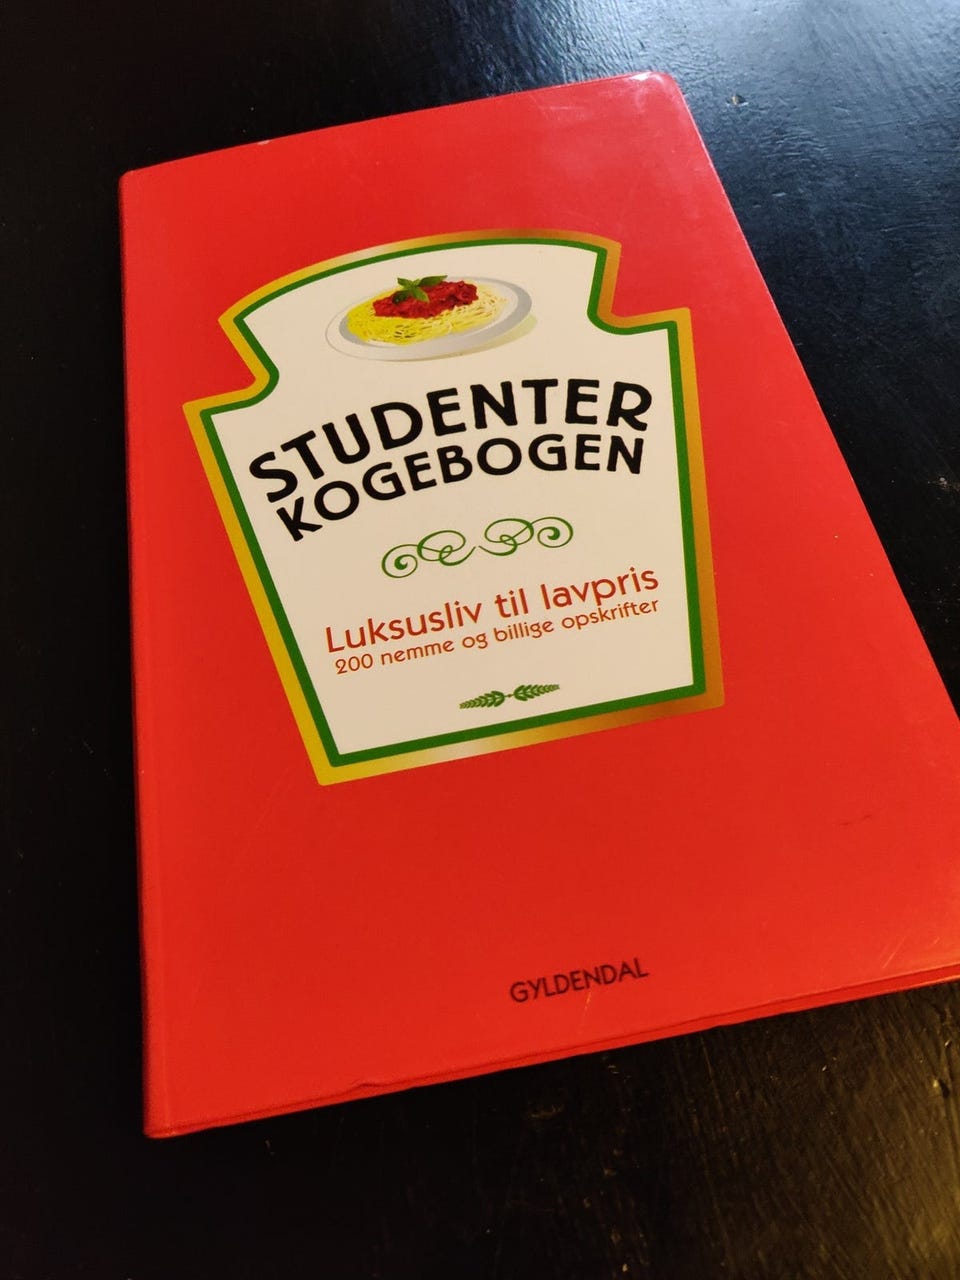 STUDENTER
KOGEBOGEN
Luksusliv til lavpris
200 nemme og billige opskrifter
GYLDENDAL